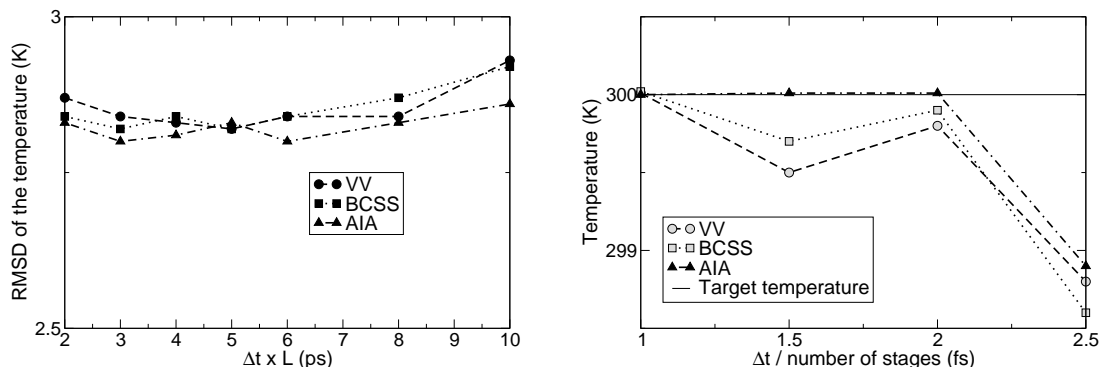 RMSD of the temperature (K)
3
2.5
2 3 4 5 6 7 8 9 10
Δt x L (ps)
VV
BCSS
AIA
Temperature (K)
300
299
1 1.5 2 2.5
Δt / number of stages (fs)
VV
BCSS
AIA
Target temperature